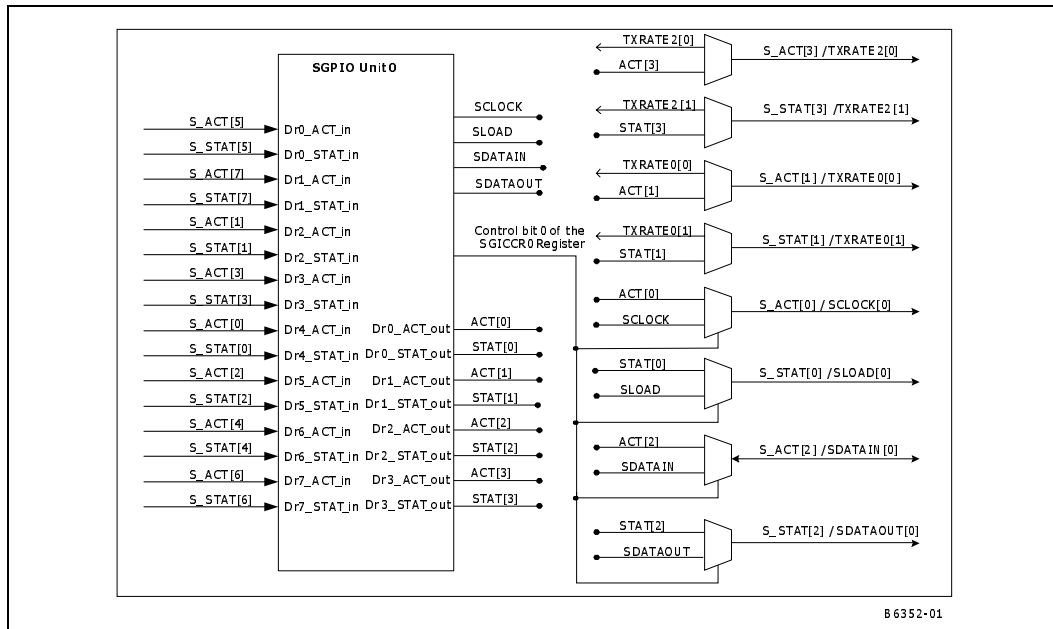 SGPIO Unit 0
S_ACT[5]
S_STAT[5]
S_ACT[7]
S_STAT[7]
S_ACT[1]
S_STAT[1]
S_ACT[3]
S_STAT[3]
S_ACT[0]
S_STAT[0]
S_ACT[2]
S_STAT[2]
S_ACT[4]
S_STAT[4]
S_ACT[6]
S_STAT[6]
Dr0_ACT_in
Dr0_STAT_in
Dr1_ACT_in
Dr1_STAT_in
Dr2_ACT_in
Dr2_STAT_in
Dr3_ACT_in
Dr3_STAT_in
Dr4_ACT_in
Dr4_STAT_in
Dr5_ACT_in
Dr5_STAT_in
Dr6_ACT_in
Dr6_STAT_in
Dr7_ACT_in
Dr7_STAT_in
Dr0_ACT_out
Dr0_STAT_out
Dr1_ACT_out
Dr1_STAT_out
Dr2_ACT_out
Dr2_STAT_out
Dr3_ACT_out
Dr3_STAT_out
SCLOCK
SLOAD
SDATAIN
SDATAOUT
Control bit 0 of the
SGICCR0 Register
ACT[0]
STAT[0]
ACT[1]
STAT[1]
ACT[2]
STAT[2]
ACT[3]
STAT[3]
TXRATE2[0]
ACT[3]
S_ACT[3] /TXRATE2[0]
TXRATE2[1]
STAT[3]
S_STAT[3] /TXRATE2[1]
TXRATE0[0]
ACT[1]
S_ACT[1] /TXRATE0[0]
TXRATE0[1]
STAT[1]
S_STAT[1] /TXRATE0[1]
ACT[0]
SCLOCK
S_ACT[0] / SCLOCK[0]
STAT[0]
SLOAD
S_STAT[0] /SLOAD[0]
ACT[2]
SDATAIN
S_ACT[2] /SDATAIN[0]
STAT[2]
SDATAOUT
S_STAT[2] /SDATAOUT[0]
B6352-01